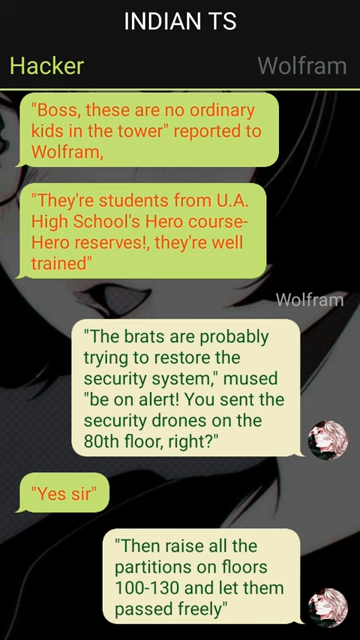 INDIAN TS
Hacker
Wolfram
"Boss, these are no ordinary
kids in the tower" reported to
Wolfram,
"They're students from U.A.
High School's Hero course-
Hero reserves!, they're well
trained"
Wolfram
"The brats are probably
trying to restore the
security system," mused
"be on alert! You sent the
security drones on the
80th floor, right?"
"Yes sir"
"Then raise all the
partitions on floors
100-130 and let them
passed freely"